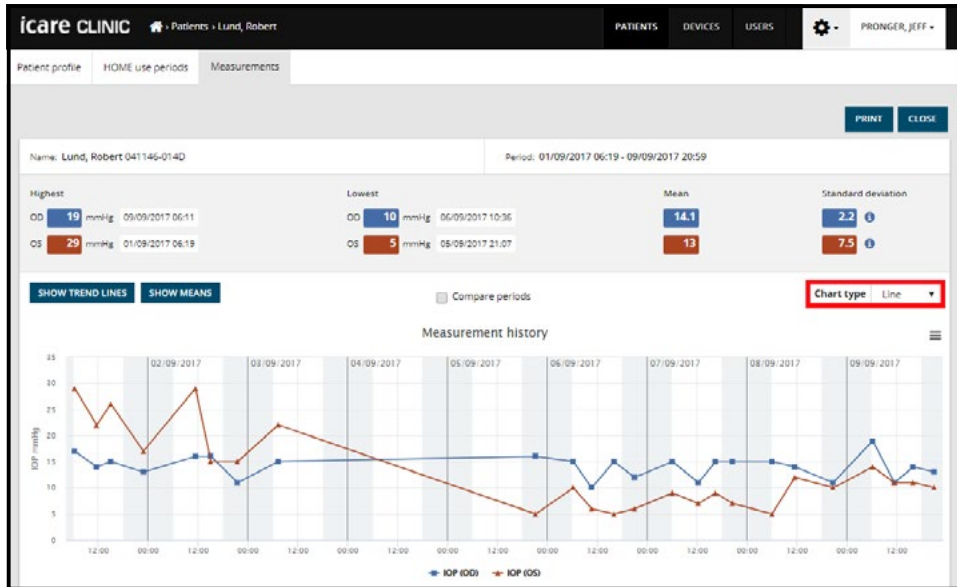 icare CLINIC › Patients › Lund, Robert PATIENTS DEVICES USERS PRONGER, JEFF
Patient profile HOME use periods Measurements
PRINT CLOSE
Name: Lund, Robert 041146-014D Period: 01/09/2017 06:19 - 09/09/2017 20:59
Highest Lowest Mean Standard deviation
OD 19 mmHg 09/09/2017 06:11 OD 10 mmHg 06/09/2017 10:36 14.1 2.2
OS 29 mmHg 01/09/2017 06:19 OS 5 mmHg 05/09/2017 21:07 13 7.5
SHOW TREND LINES SHOW MEANS Compare periods Chart type Line
Measurement history
02/09/2017 03/09/2017 04/09/2017 05/09/2017 06/09/2017 07/09/2017 08/09/2017 09/09/2017
35
30
25
20
15
10
5
0
IOP mmHg
12:00 00:00 12:00 00:00 12:00 00:00 12:00 00:00 12:00 00:00 12:00 00:00 12:00 00:00 12:00 00:00 12:00
IOP (OD) IOP (OS)